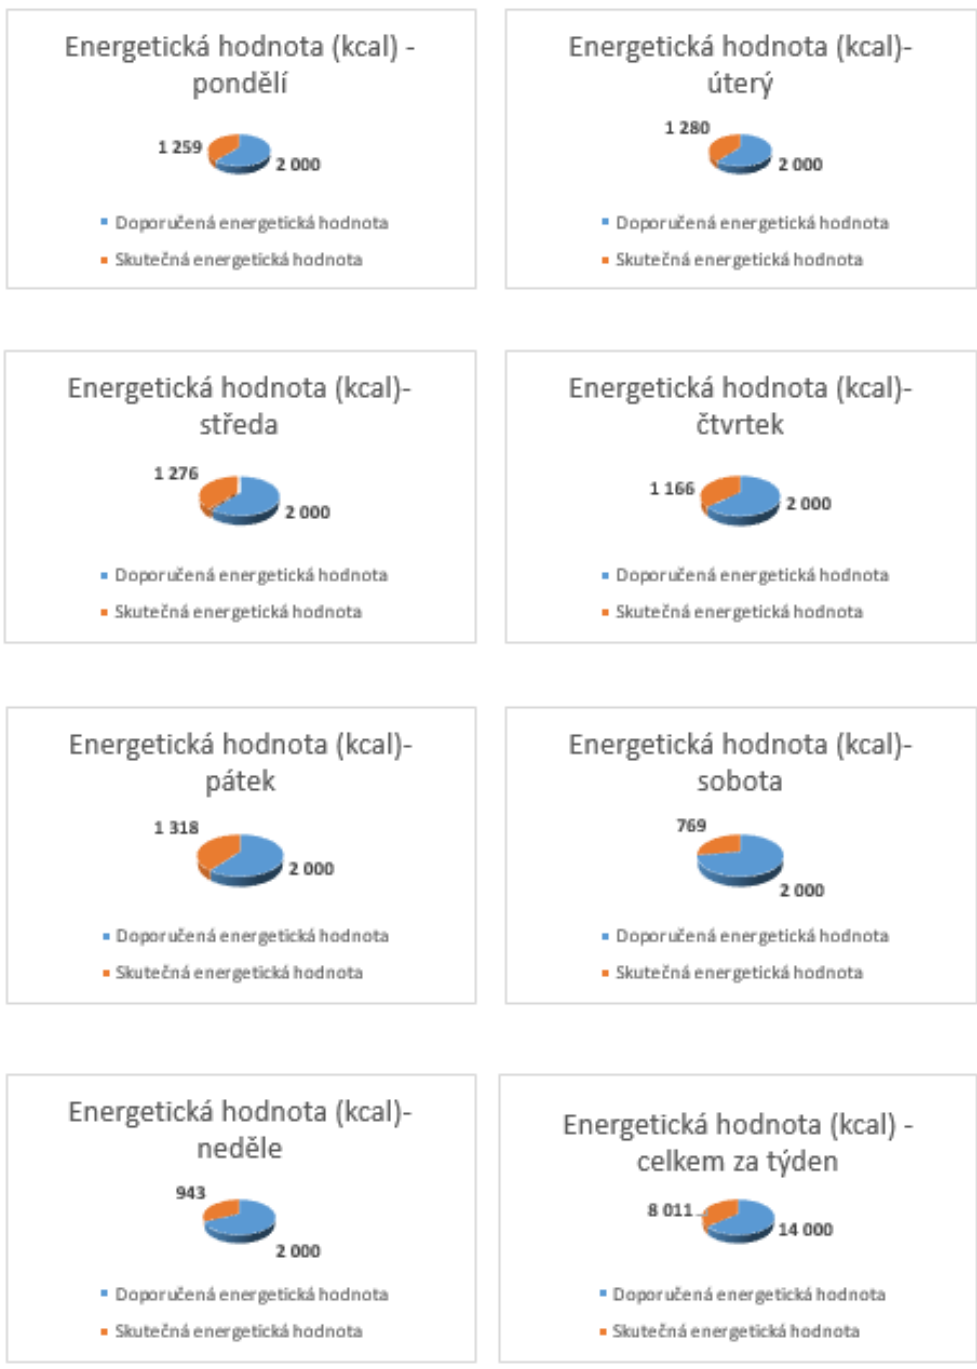 Energetická hodnota (kcal) -
pondělí
1 259
2 000
Doporučená energetická hodnota
Skutečná energetická hodnota
Energetická hodnota (kcal)-
úterý
1 280
2 000
Doporučená energetická hodnota
Skutečná energetická hodnota
Energetická hodnota (kcal)-
středa
1 276
2 000
Doporučená energetická hodnota
Skutečná energetická hodnota
Energetická hodnota (kcal)-
čtvrtek
1 166
2 000
Doporučená energetická hodnota
Skutečná energetická hodnota
Energetická hodnota (kcal)-
pátek
1 318
2 000
Doporučená energetická hodnota
Skutečná energetická hodnota
Energetická hodnota (kcal)-
sobota
769
2 000
Doporučená energetická hodnota
Skutečná energetická hodnota
Energetická hodnota (kcal)-
neděle
943
2 000
Doporučená energetická hodnota
Skutečná energetická hodnota
Energetická hodnota (kcal) -
celkem za týden
8 011
14 000
Doporučená energetická hodnota
Skutečná energetická hodnota